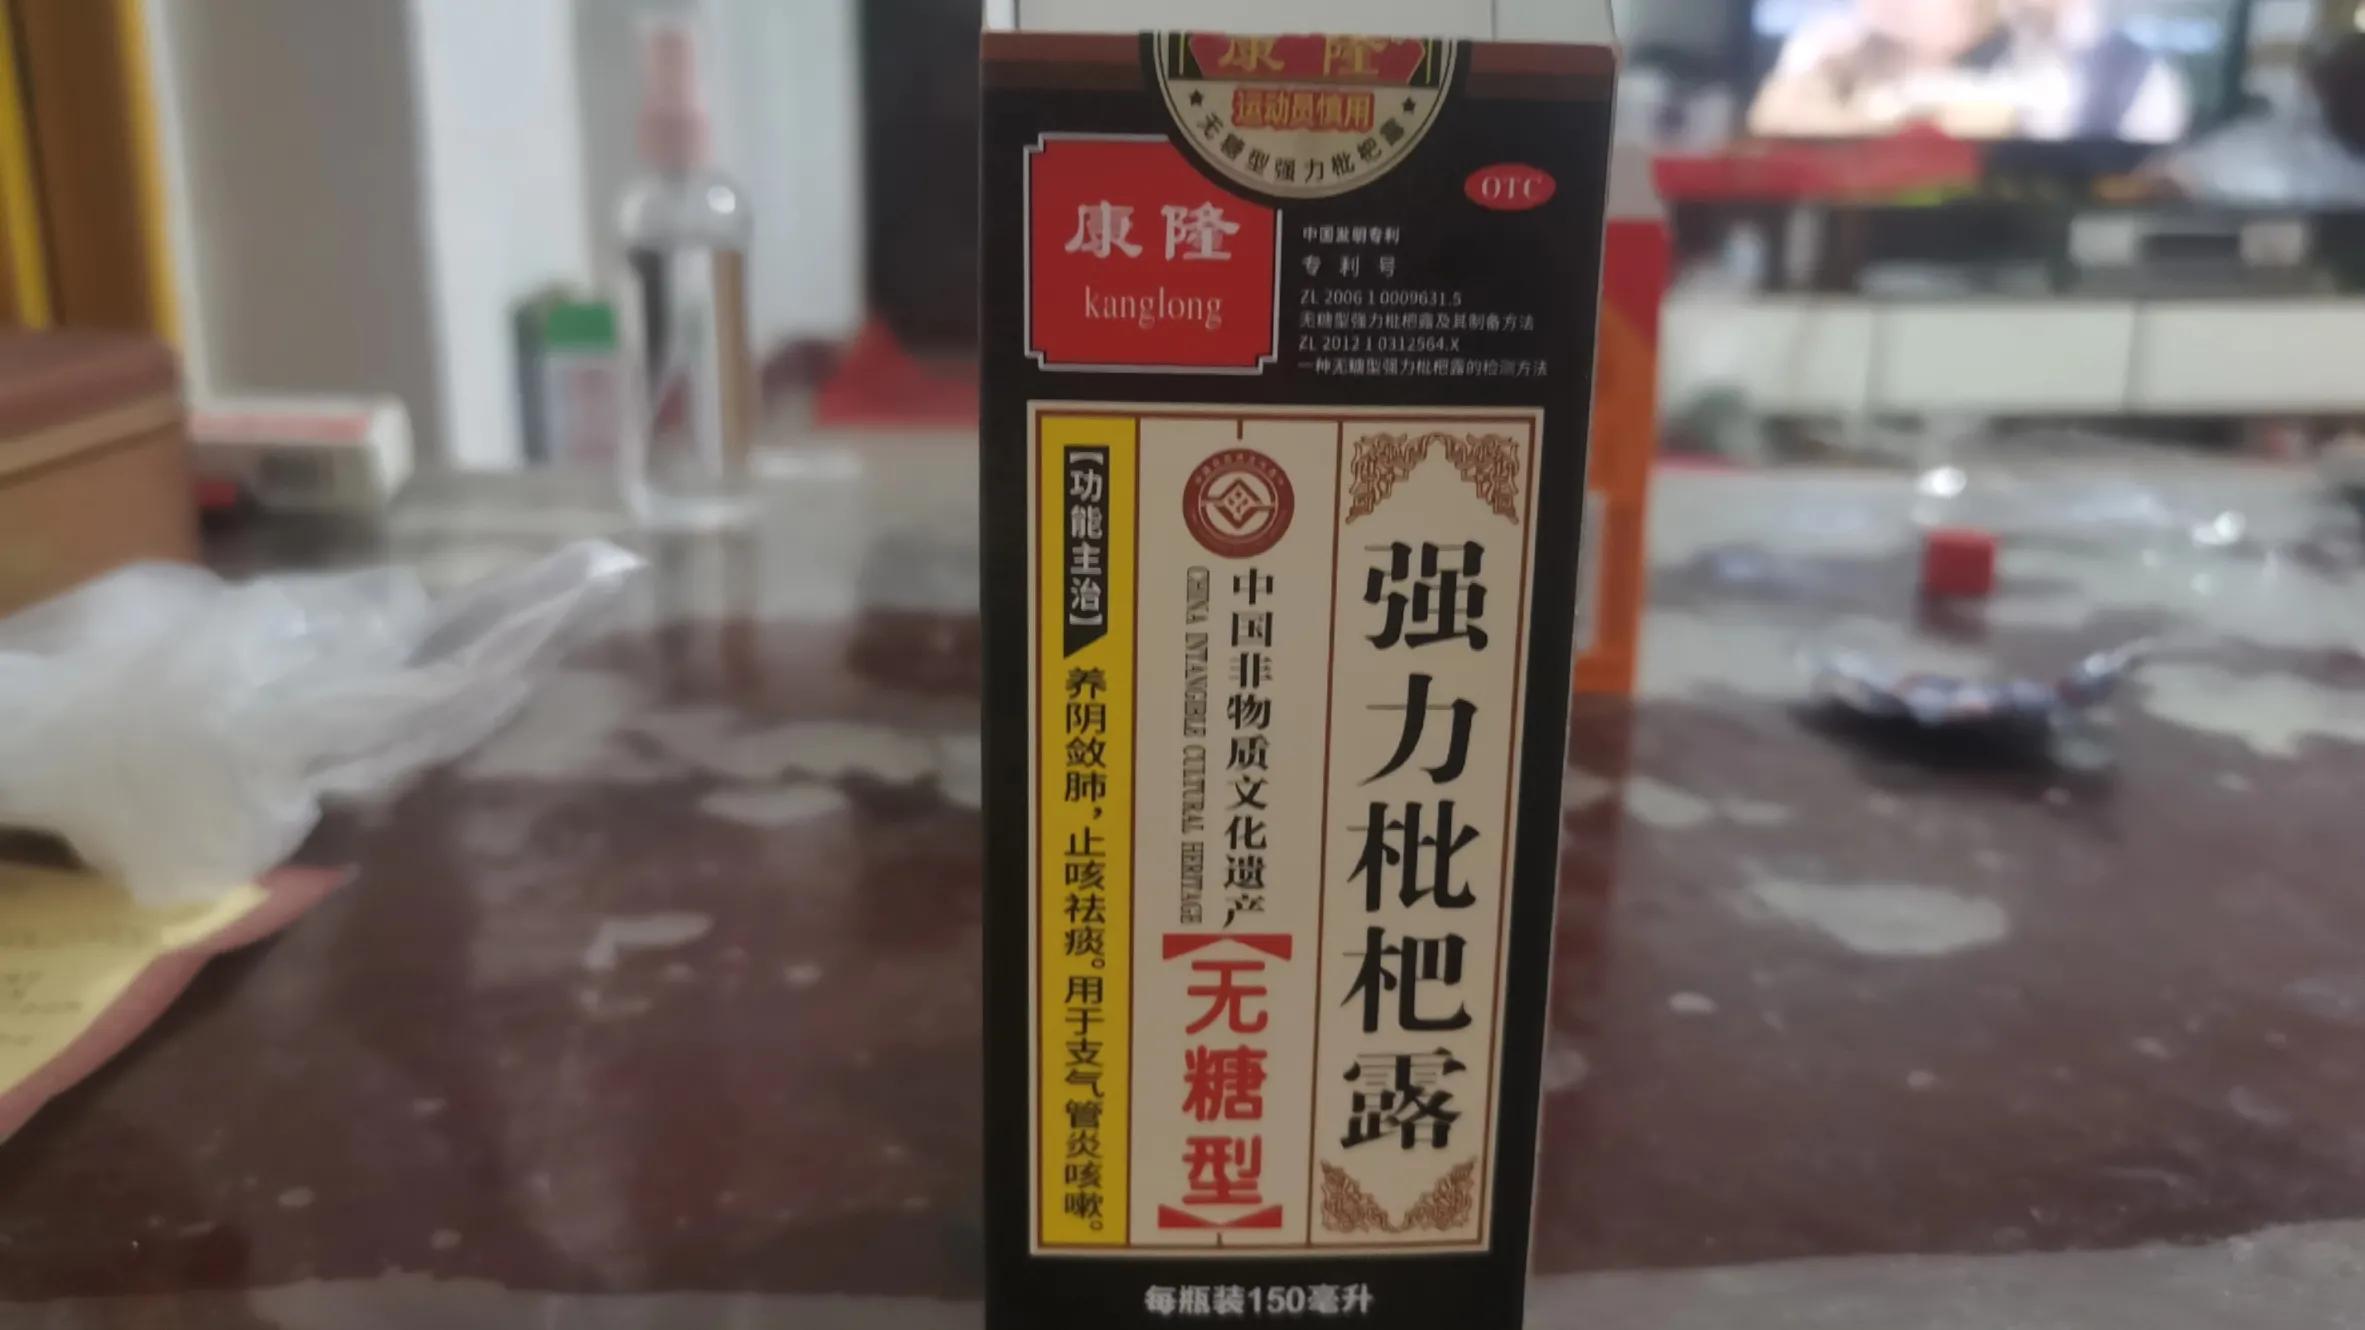 康隆
运动员慎用
★无糖型强力枇杷露★
康隆
kanglong
OTC
中国发明专利
专利号
ZL 2006 1 0009631.5
无糖型强力枇杷露及其制备方法
ZL 2012 1 0312564.X
一种无糖型强力枇杷露的检测方法
强力枇杷露
中国非物质文化遗产
CHINA INTANGIBLE CULTURAL HERITAGE
【无糖型】
【功能主治】
养阴敛肺，止咳祛痰。用于支气管炎咳嗽。
每瓶装150毫升